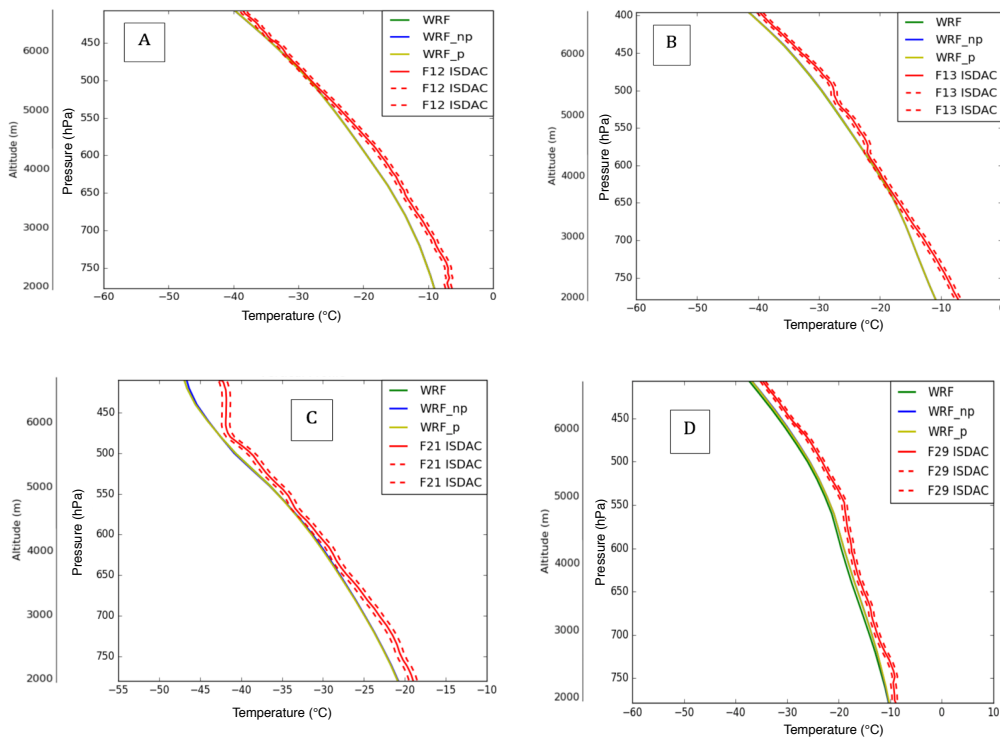 A
WRF
WRF_np
WRF_p
F12 ISDAC
F12 ISDAC
F12 ISDAC
Altitude (m)
6000
5000
4000
3000
2000
Pressure (hPa)
450
500
550
600
650
700
750
−60
−50
−40
−30
−20
−10
0
Temperature (°C)
B
WRF
WRF_np
WRF_p
F13 ISDAC
F13 ISDAC
F13 ISDAC
Altitude (m)
6000
5000
4000
3000
2000
Pressure (hPa)
400
450
500
550
600
650
700
750
−60
−50
−40
−30
−20
−10
Temperature (°C)
C
WRF
WRF_np
WRF_p
F21 ISDAC
F21 ISDAC
F21 ISDAC
Altitude (m)
6000
5000
4000
3000
2000
Pressure (hPa)
450
500
550
600
650
700
750
−55
−50
−45
−40
−35
−30
−25
−20
−15
−10
Temperature (°C)
D
WRF
WRF_np
WRF_p
F29 ISDAC
F29 ISDAC
F29 ISDAC
Altitude (m)
6000
5000
4000
3000
2000
Pressure (hPa)
450
500
550
600
650
700
750
−60
−50
−40
−30
−20
−10
0
10
Temperature (°C)